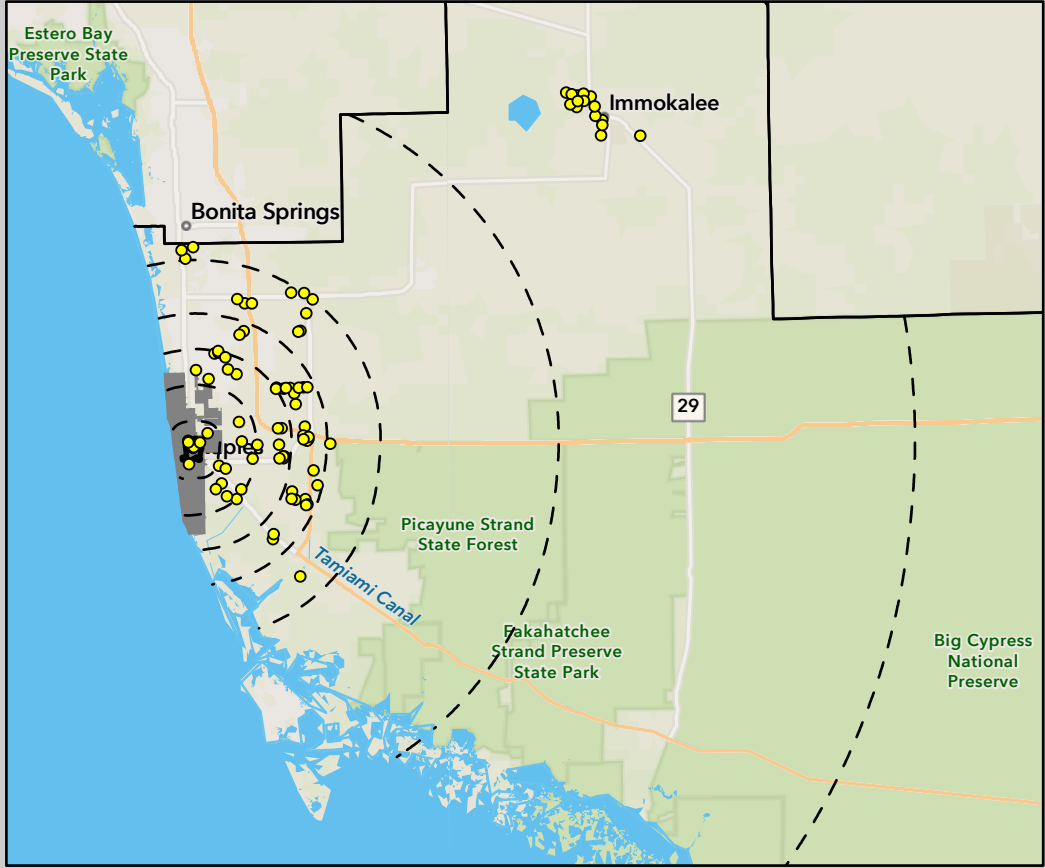 Estero Bay
Preserve State
Park
Immokalee
Bonita Springs
29
Picayune Strand
State Forest
Tamiami Canal
Fakahatchee
Strand Preserve
State Park
Big Cypress
National
Preserve